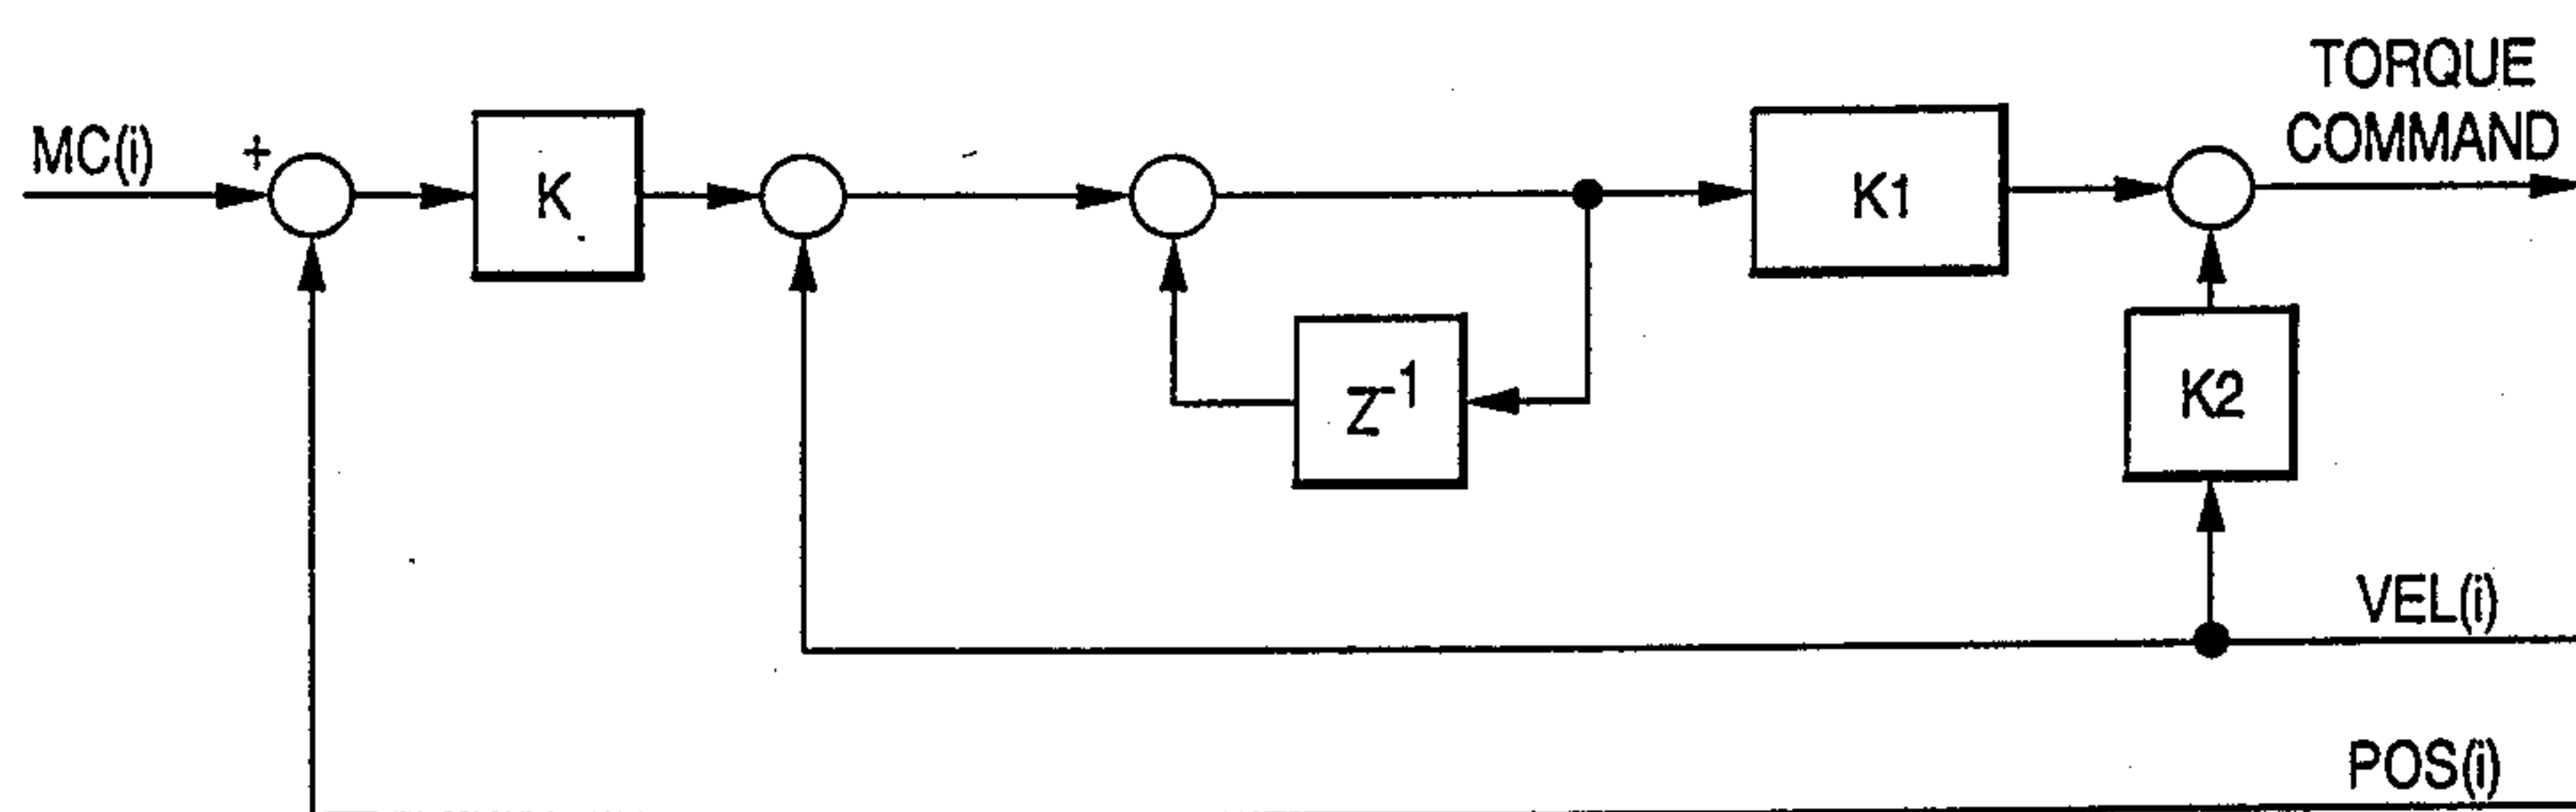 TORQUE
COMMAND
MC(i)
+
K
K1
Z⁻¹
K2
VEL(i)
POS(i)